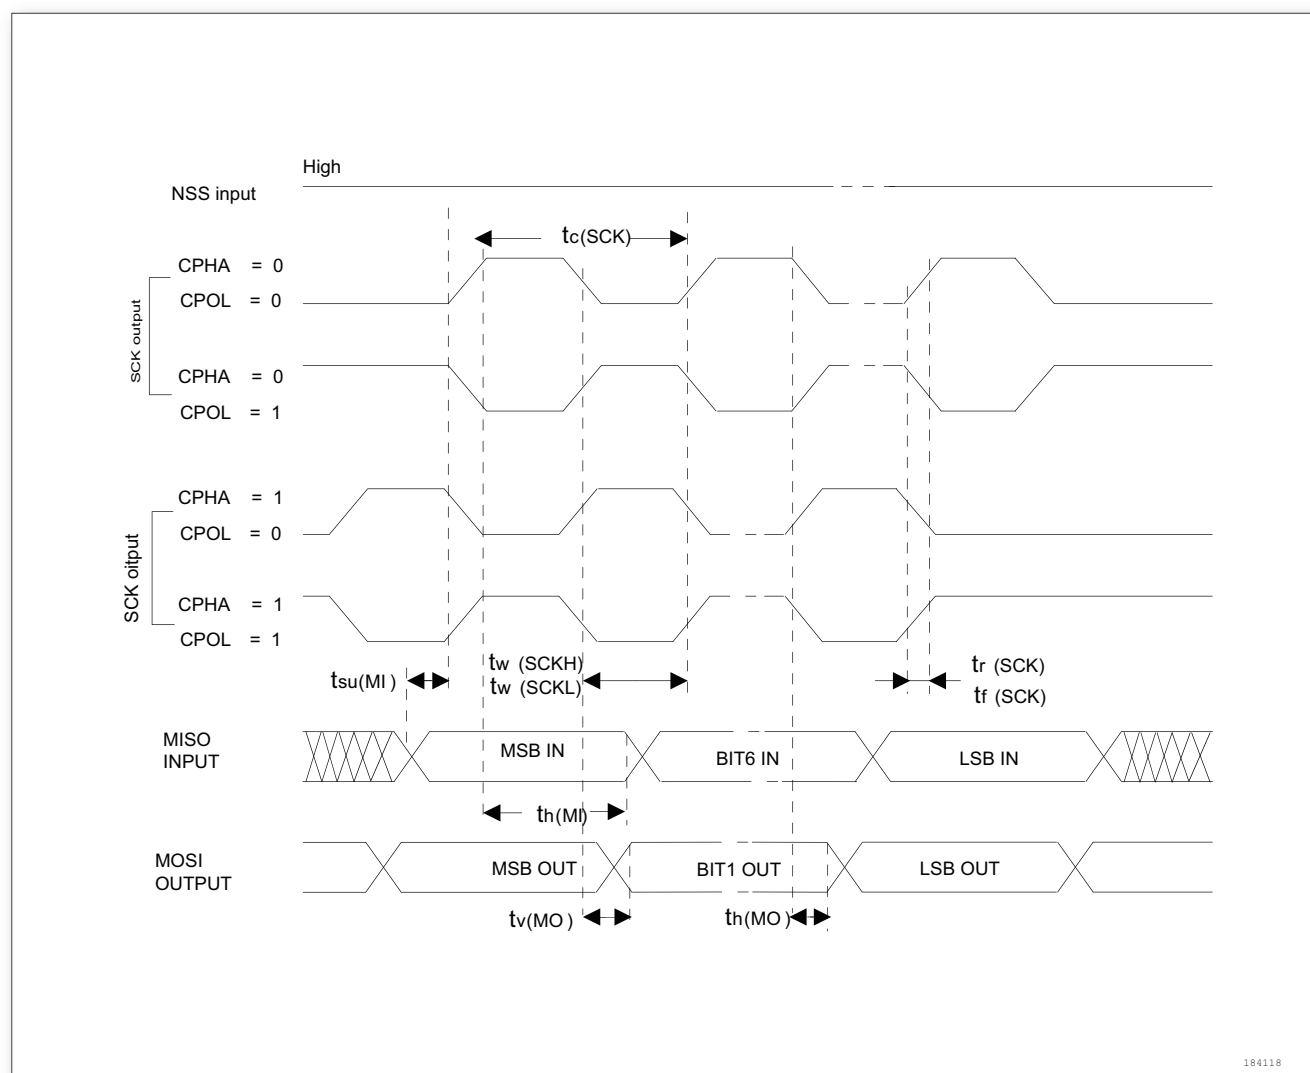 High
NSS input
tc(SCK)
CPHA = 0
CPOL = 0
SCK output
CPHA = 0
CPOL = 1
CPHA = 1
CPOL = 0
SCK oitput
CPHA = 1
CPOL = 1
tsu(MI )
tw (SCKH)
tw (SCKL)
tr (SCK)
tf (SCK)
MISO
INPUT
MSB IN
BIT6 IN
LSB IN
th(MI)
MOSI
OUTPUT
MSB OUT
BIT1 OUT
LSB OUT
tv(MO )
th(MO )
184118